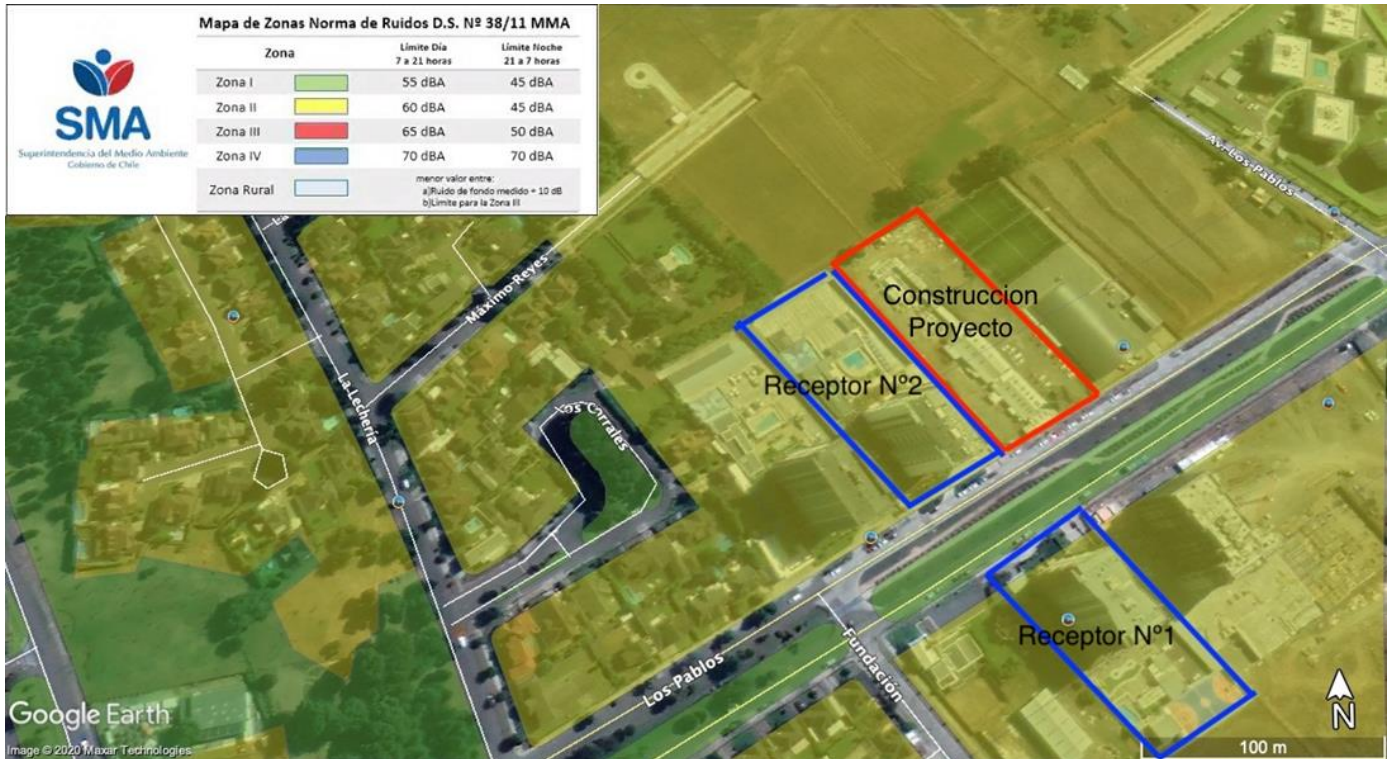 Mapa de Zonas Norma de Ruidos D.S. Nº 38/11 MMA
Zona
Límite Día
7 a 21 horas
Límite Noche
21 a 7 horas
Zona I 55 dBA 45 dBA
Zona II 60 dBA 45 dBA
Zona III 65 dBA 50 dBA
Zona IV 70 dBA 70 dBA
Zona Rural
menor valor entre:
a)Ruido de fondo medido + 10 dB
b)Límite para la Zona III
SMA
Superintendencia del Medio Ambiente
Gobierno de Chile
Av. Los Pablos
La
Máximo Reyes
Construccion
Proyecto
Receptor Nº2
La Lechería
Los Corrales
Receptor Nº1
Fundación
Los Pablos
N
Google Earth
Image © 2020 Maxar Technologies
100 m